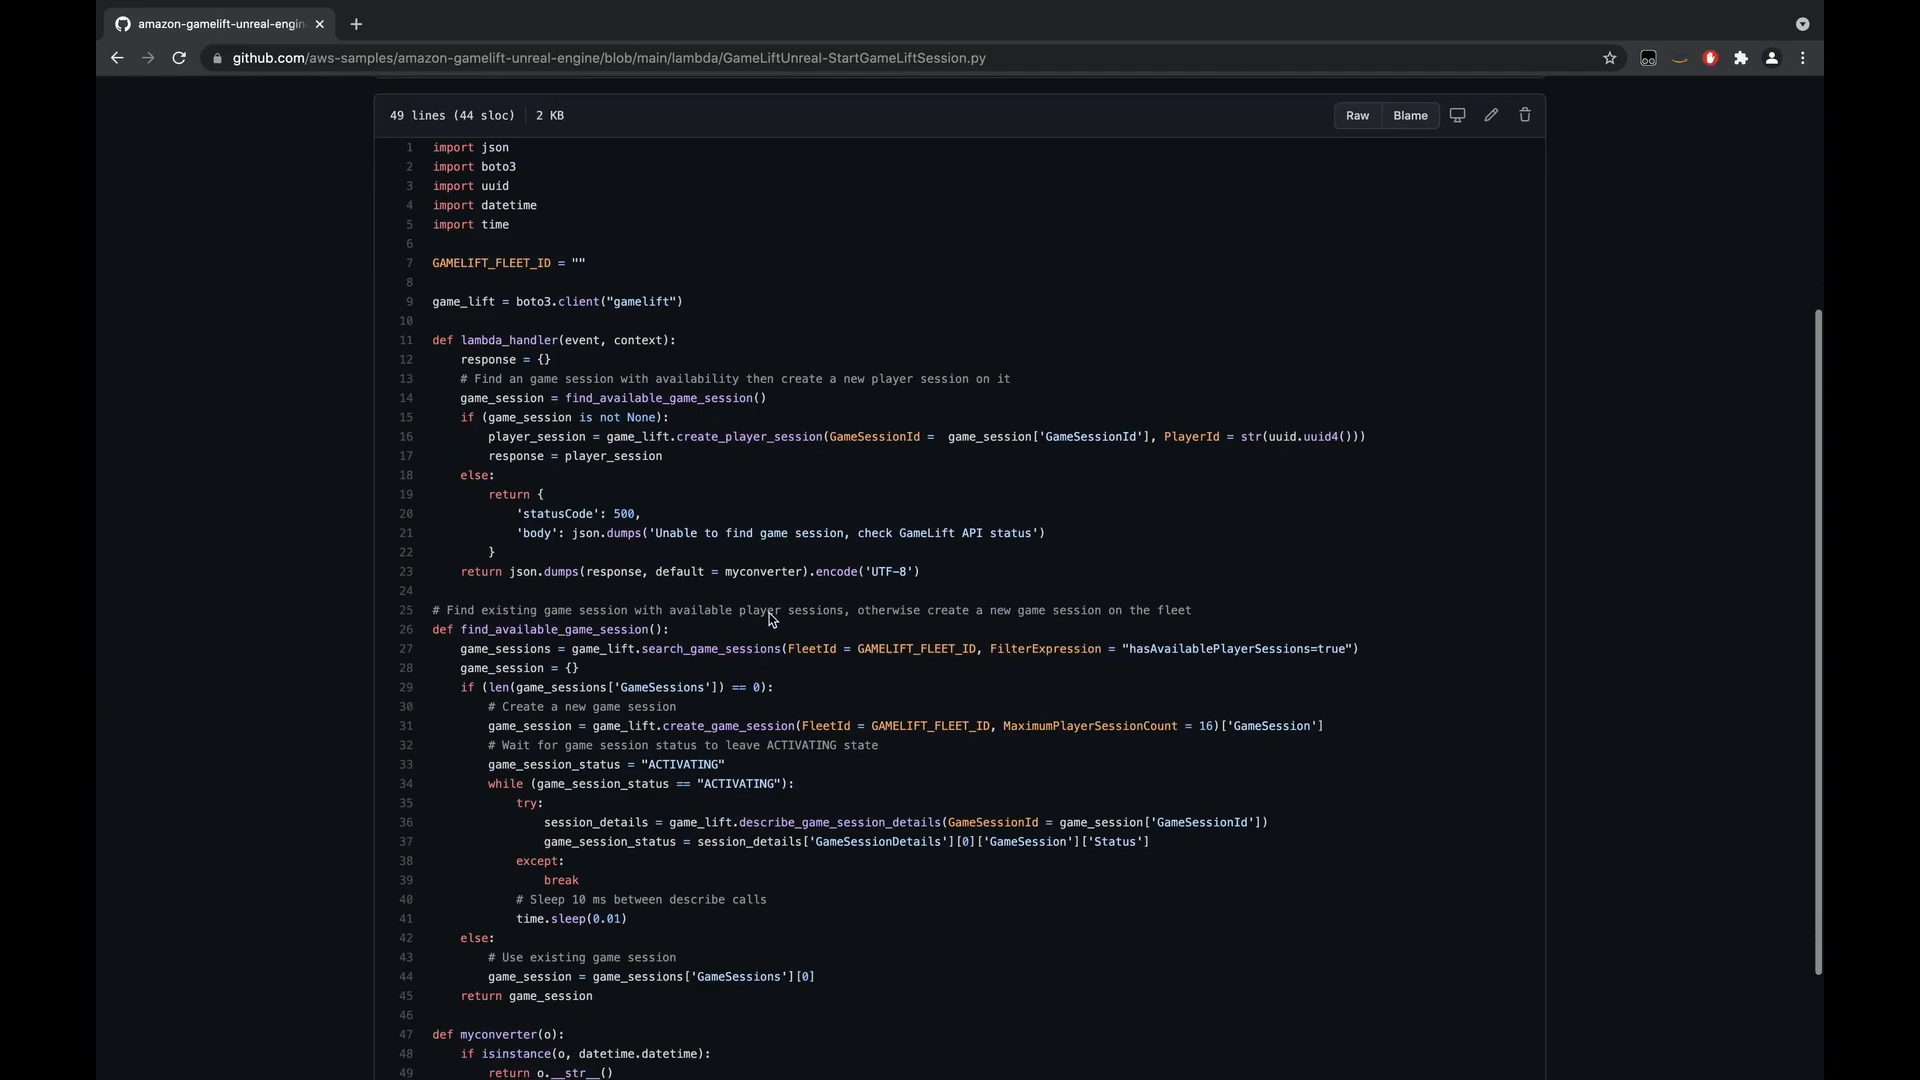 amazon-gamelift-unreal-engin
github.com/aws-samples/amazon-gamelift-unreal-engine/blob/main/lambda/GameLiftUnreal-StartGameLiftSession.py
49 lines (44 sloc) 2 KB Raw Blame
1 import json
2 import boto3
3 import uuid
4 import datetime
5 import time
6
7 GAMELIFT_FLEET_ID = ""
8
9 game_lift = boto3.client("gamelift")
10
11 def lambda_handler(event, context):
12     response = {}
13     # Find an game session with availability then create a new player session on it
14     game_session = find_available_game_session()
15     if (game_session is not None):
16         player_session = game_lift.create_player_session(GameSessionId =  game_session['GameSessionId'], PlayerId = str(uuid.uuid4()))
17         response = player_session
18     else:
19         return {
20             'statusCode': 500,
21             'body': json.dumps('Unable to find game session, check GameLift API status')
22         }
23     return json.dumps(response, default = myconverter).encode('UTF-8')
24
25 # Find existing game session with available player sessions, otherwise create a new game session on the fleet
26 def find_available_game_session():
27     game_sessions = game_lift.search_game_sessions(FleetId = GAMELIFT_FLEET_ID, FilterExpression = "hasAvailablePlayerSessions=true")
28     game_session = {}
29     if (len(game_sessions['GameSessions']) == 0):
30         # Create a new game session
31         game_session = game_lift.create_game_session(FleetId = GAMELIFT_FLEET_ID, MaximumPlayerSessionCount = 16)['GameSession']
32         # Wait for game session status to leave ACTIVATING state
33         game_session_status = "ACTIVATING"
34         while (game_session_status == "ACTIVATING"):
35             try:
36                 session_details = game_lift.describe_game_session_details(GameSessionId = game_session['GameSessionId'])
37                 game_session_status = session_details['GameSessionDetails'][0]['GameSession']['Status']
38             except:
39                 break
40             # Sleep 10 ms between describe calls
41             time.sleep(0.01)
42     else:
43         # Use existing game session
44         game_session = game_sessions['GameSessions'][0]
45     return game_session
46
47 def myconverter(o):
48     if isinstance(o, datetime.datetime):
49         return o.__str__()